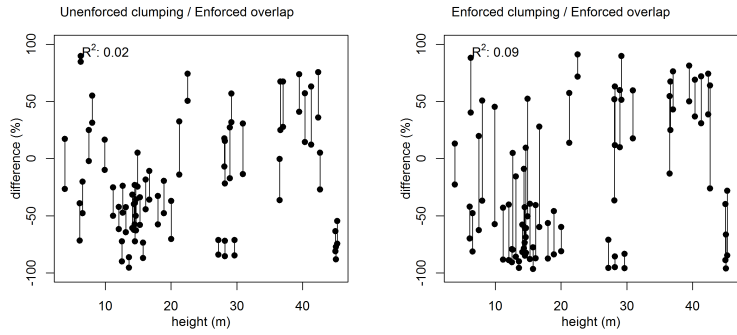 Unenforced clumping / Enforced overlap
Enforced clumping / Enforced overlap
R²: 0.02
R²: 0.09
100
50
0
-50
-100
difference (%)
10
20
30
40
height (m)
100
50
0
-50
-100
difference (%)
10
20
30
40
height (m)